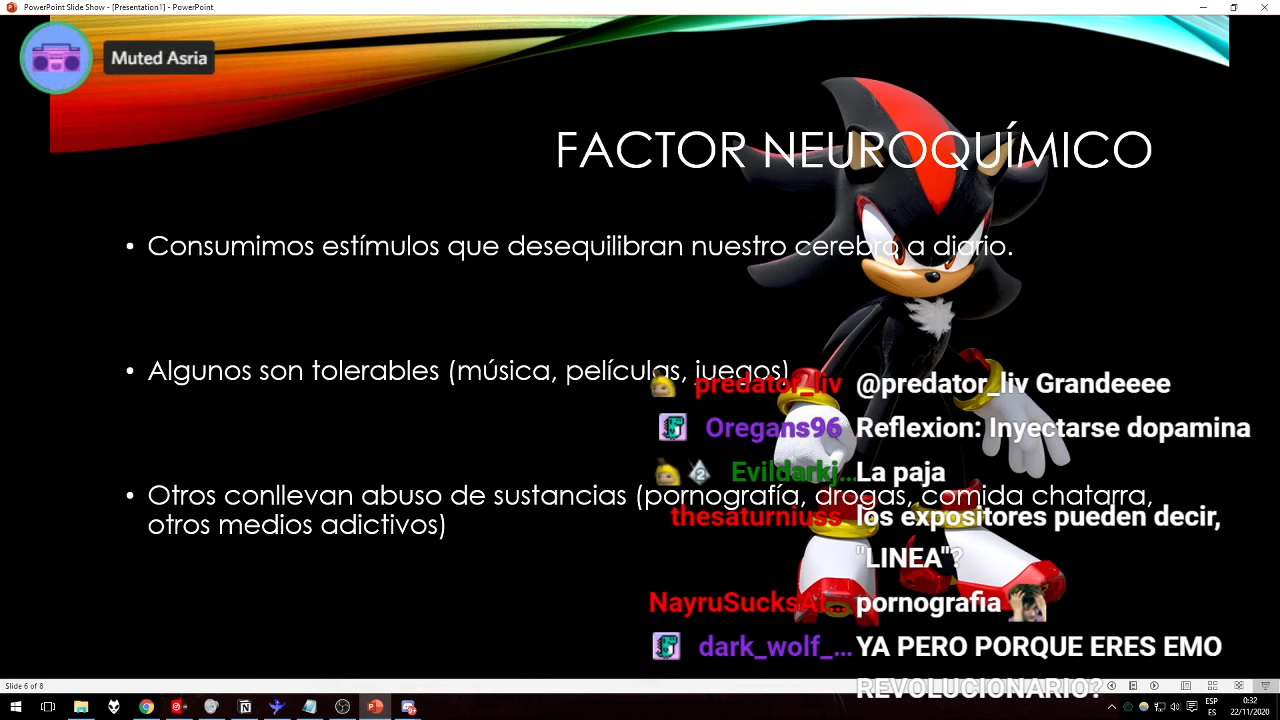 PowerPoint Slide Show - [Presentation1] - PowerPoint
Muted Asria
FACTOR NEUROQUÍMICO
• Consumimos estímulos que desequilibran nuestro cerebro a diario.
• Algunos son tolerables (música, películas, juegos)
• Otros conllevan abuso de sustancias (pornografía, drogas, comida chatarra,
otros medios adictivos)
predator_liv @predator_liv Grandeeee
Oregans96 Reflexion: Inyectarse dopamina
2 Evildarkj... La paja
thesaturniuss los expositores pueden decir,
"LINEA"?
NayruSucksAt... pornografia
dark_wolf_... YA PERO PORQUE ERES EMO
REVOLUCIONARIO?
Slide 6 of 8
ESP
ES
0:32
22/11/2020